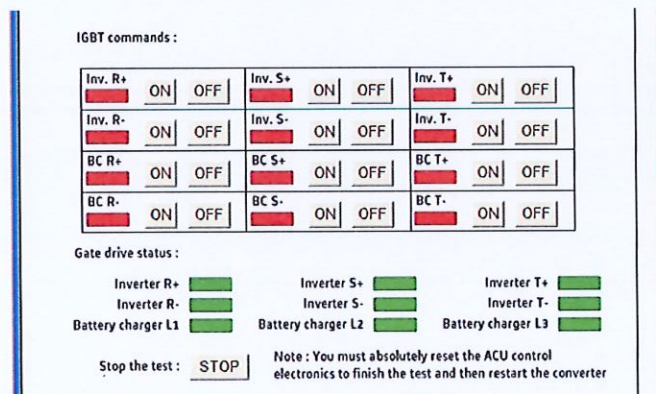 IGBT commands :
Inv. R+ ON OFF Inv. S+ ON OFF Inv. T+ ON OFF
Inv. R- ON OFF Inv. S- ON OFF Inv. T- ON OFF
BC R+ ON OFF BC S+ ON OFF BC T+ ON OFF
BC R- ON OFF BC S- ON OFF BC T- ON OFF
Gate drive status :
Inverter R+ Inverter S+ Inverter T+
Inverter R- Inverter S- Inverter T-
Battery charger L1 Battery charger L2 Battery charger L3
Stop the test : STOP Note : You must absolutely reset the ACU control
electronics to finish the test and then restart the converter